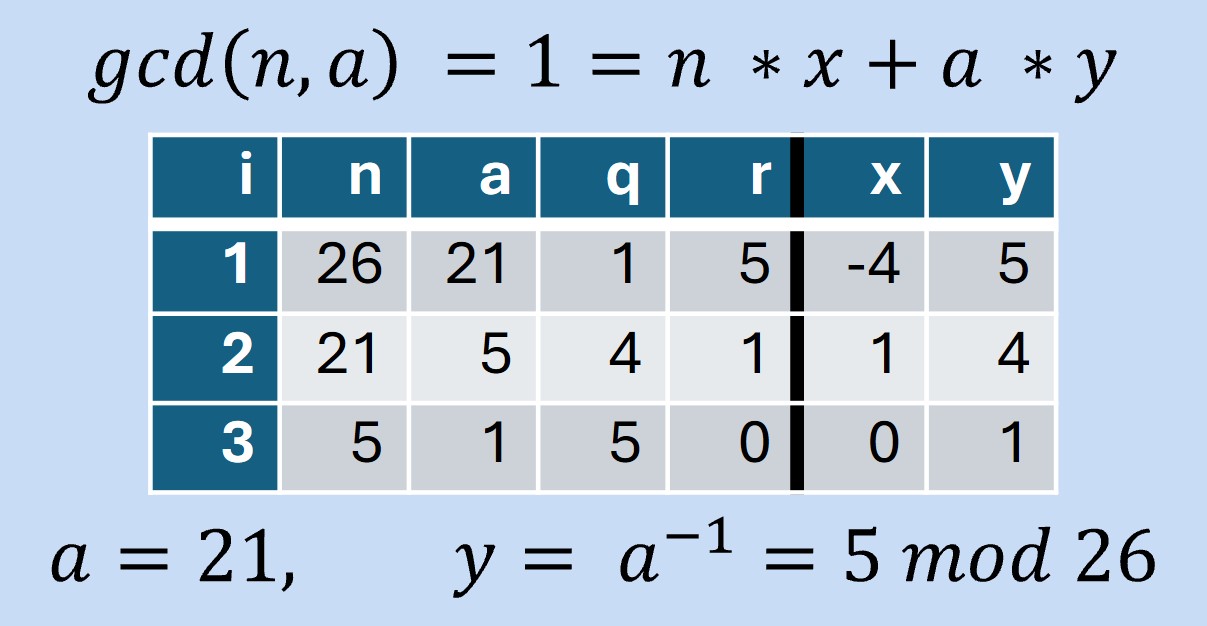 gcd(n, a) = 1 = n * x + a * y
i n a q r x y
1 26 21 1 5 -4 5
2 21 5 4 1 1 4
3 5 1 5 0 0 1
a = 21, y = a⁻¹ = 5 mod 26